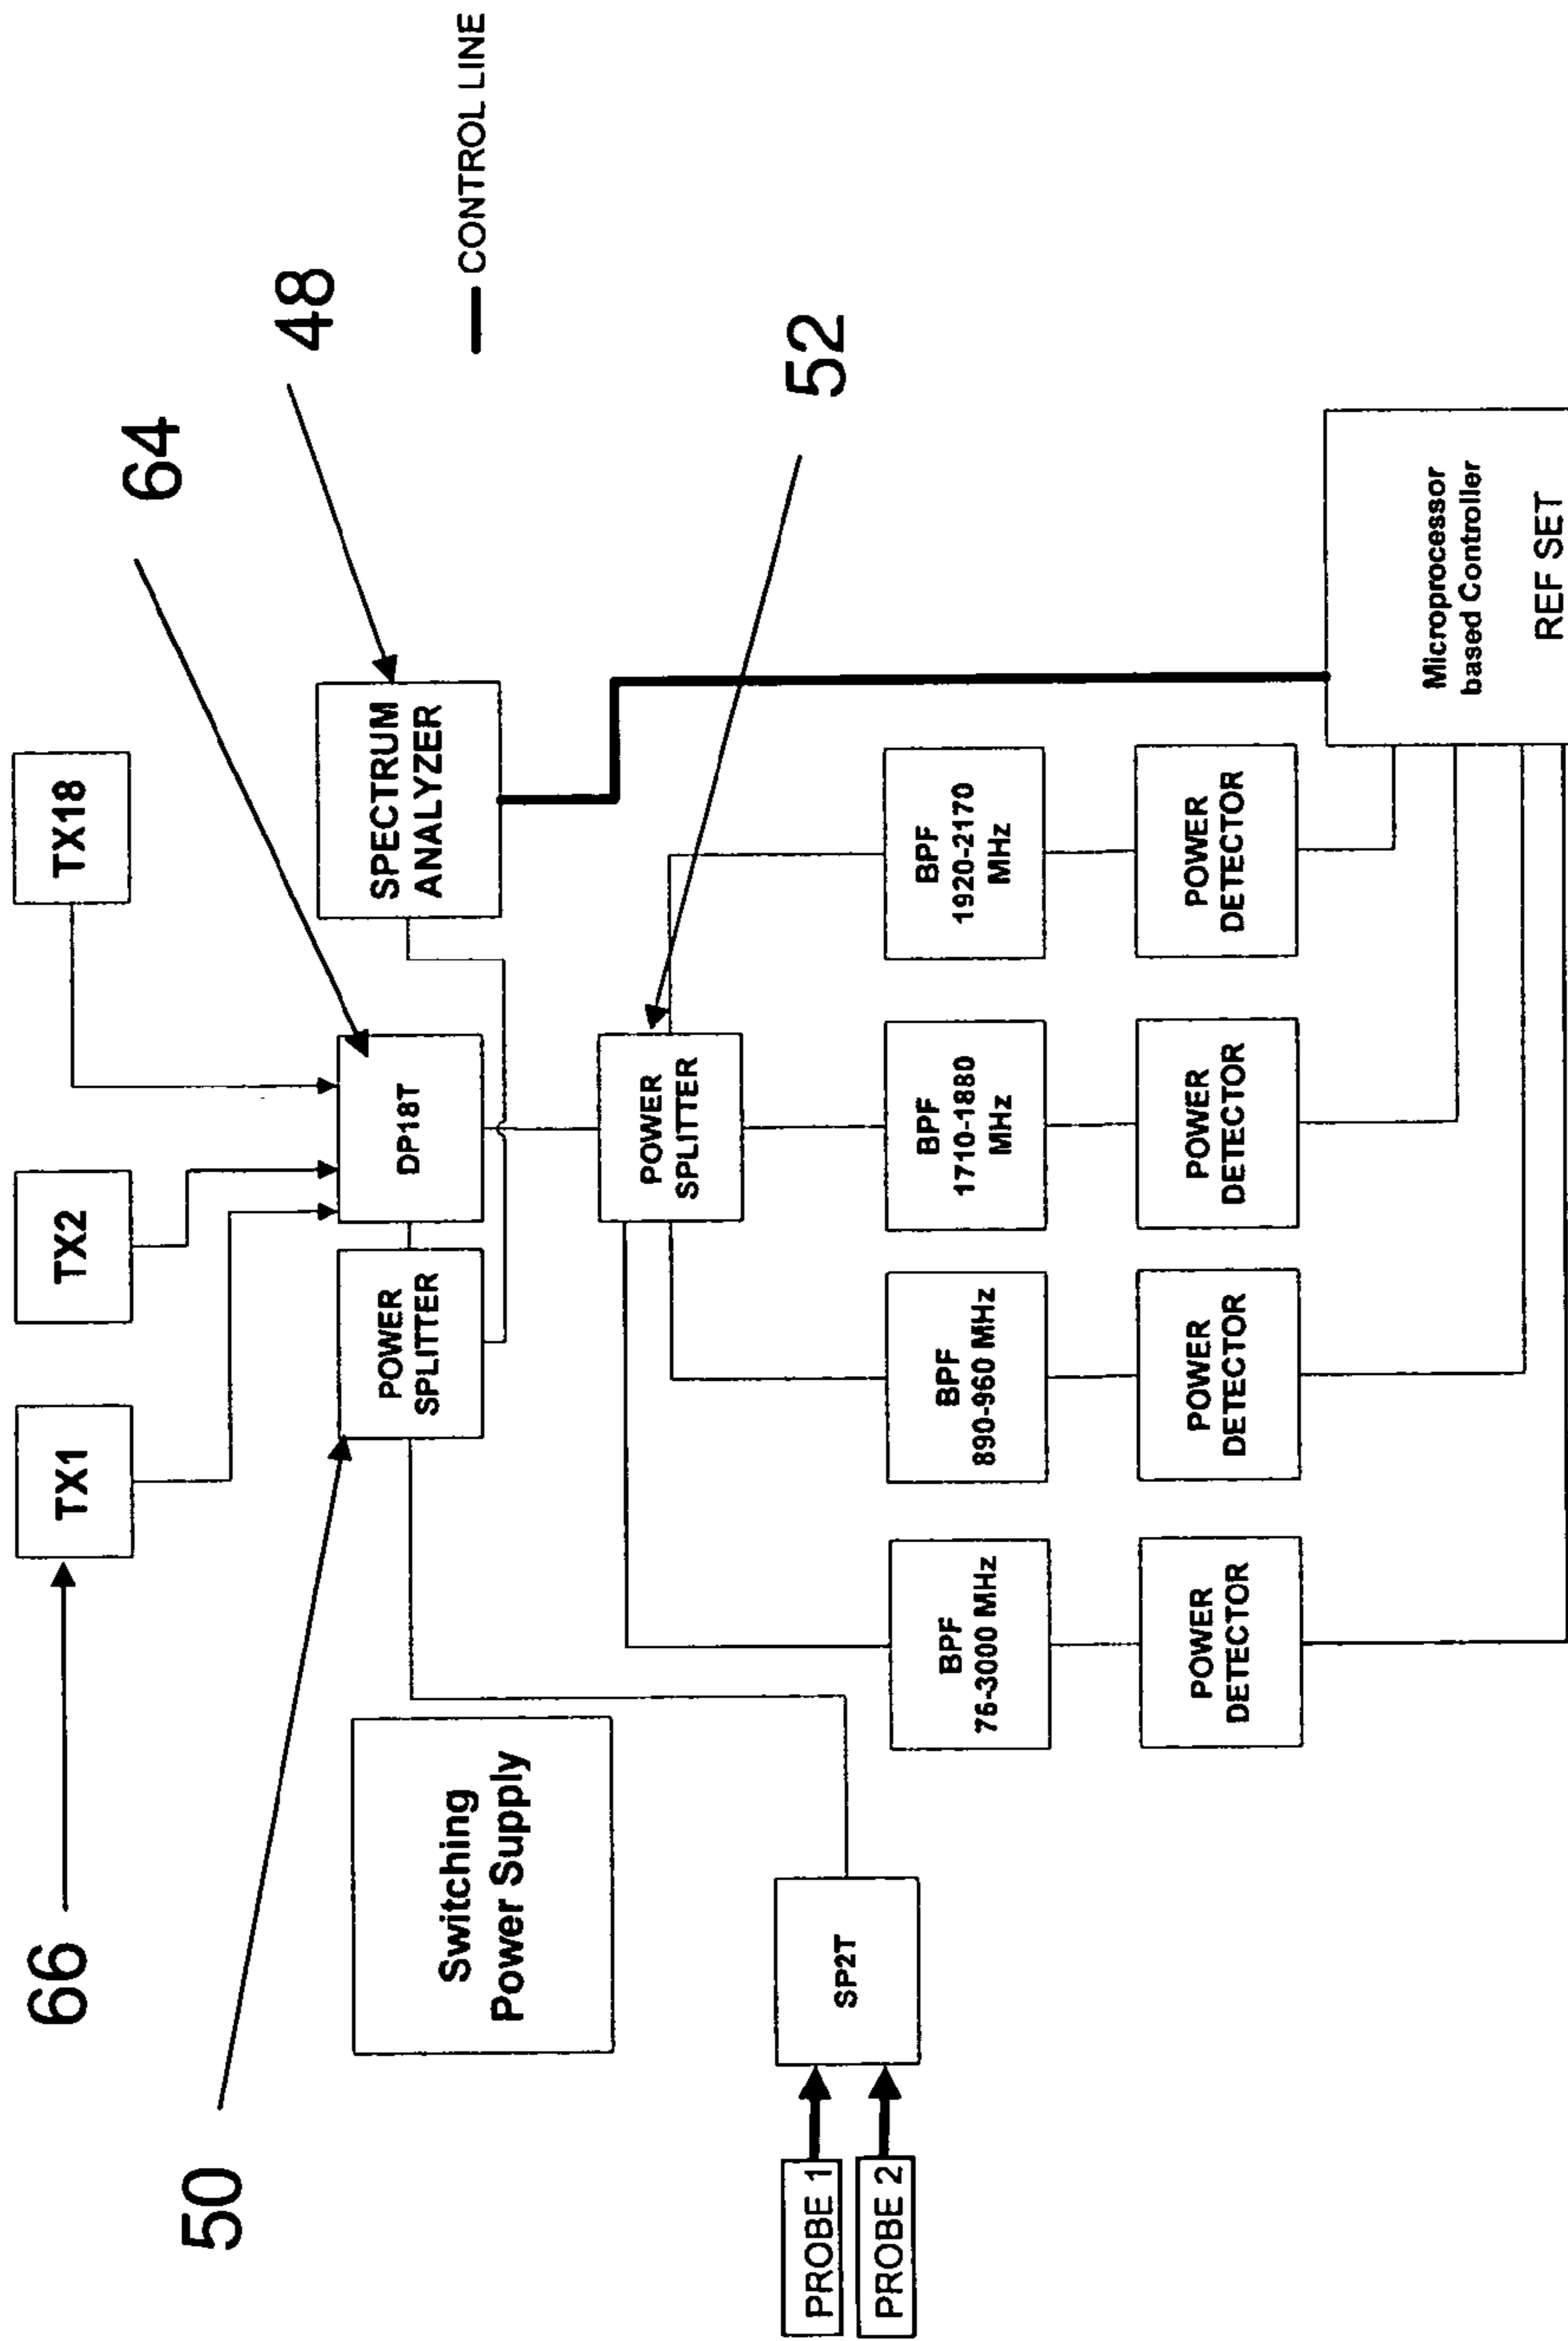 66
TX1
TX2
TX18
64
50
48
Switching
Power Supply
POWER
SPLITTER
DP18T
SPECTRUM
ANALYZER
CONTROL LINE
52
PROBE 1
PROBE 2
SP2T
POWER
SPLITTER
BPF
76-3000 MHz
BPF
890-960 MHz
BPF
1710-1880
MHz
BPF
1920-2170
MHz
POWER
DETECTOR
POWER
DETECTOR
POWER
DETECTOR
POWER
DETECTOR
Microprocessor
based Controller
REF SET